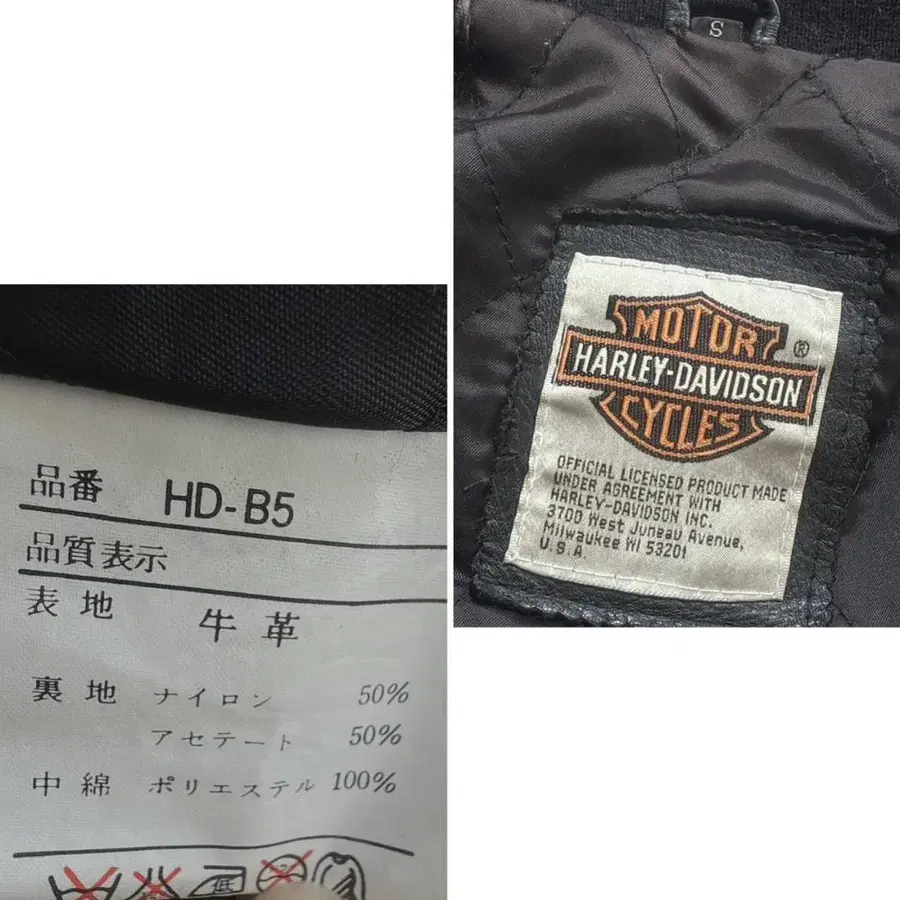 品番 HD-B5
品質表示
表地 牛革
裏地 ナイロン 50%
アセテート 50%
中綿 ポリエステル 100%
低
S
MOTOR
HARLEY-DAVIDSON
CYCLES
®
OFFICIAL LICENSED PRODUCT MADE
UNDER AGREEMENT WITH
HARLEY-DAVIDSON INC.
3700 West Juneau Avenue,
Milwaukee WI 53201
U.S.A